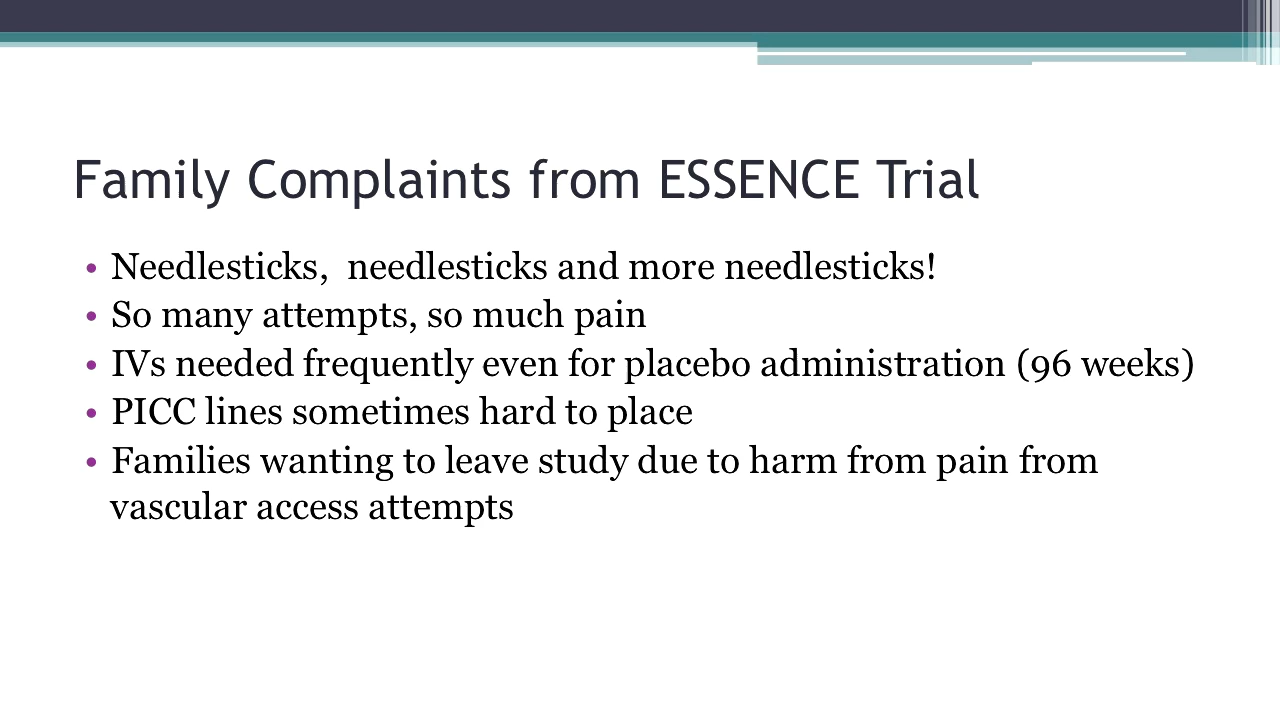 Family Complaints from ESSENCE Trial
• Needlesticks,  needlesticks and more needlesticks!
• So many attempts, so much pain
• IVs needed frequently even for placebo administration (96 weeks)
• PICC lines sometimes hard to place
• Families wanting to leave study due to harm from pain from
vascular access attempts